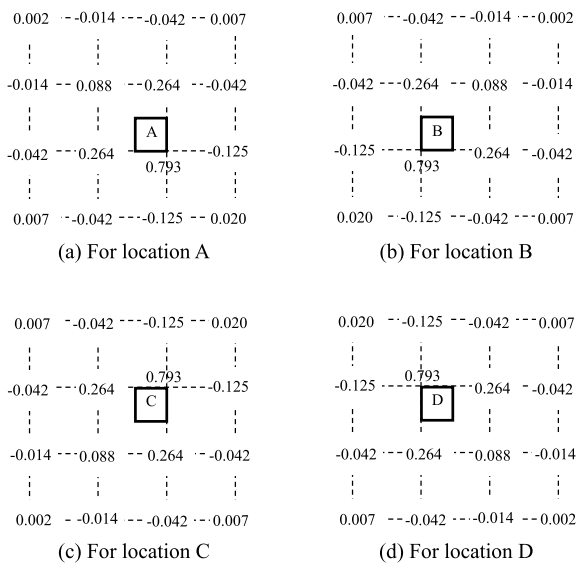 0.002 -0.014 -0.042 0.007 0.007 -0.042 -0.014 0.002
-0.014 0.088 0.264 -0.042 -0.042 0.264 0.088 -0.014
A B
-0.042 0.264 -0.125 -0.125 0.264 -0.042
0.793 0.793
0.007 -0.042 -0.125 0.020 0.020 -0.125 -0.042 0.007
(a) For location A (b) For location B
0.007 -0.042 -0.125 0.020 0.020 -0.125 -0.042 0.007
0.793 0.793
-0.042 0.264 -0.125 -0.125 0.264 -0.042
C D
-0.014 0.088 0.264 -0.042 -0.042 0.264 0.088 -0.014
0.002 -0.014 -0.042 0.007 0.007 -0.042 -0.014 0.002
(c) For location C (d) For location D